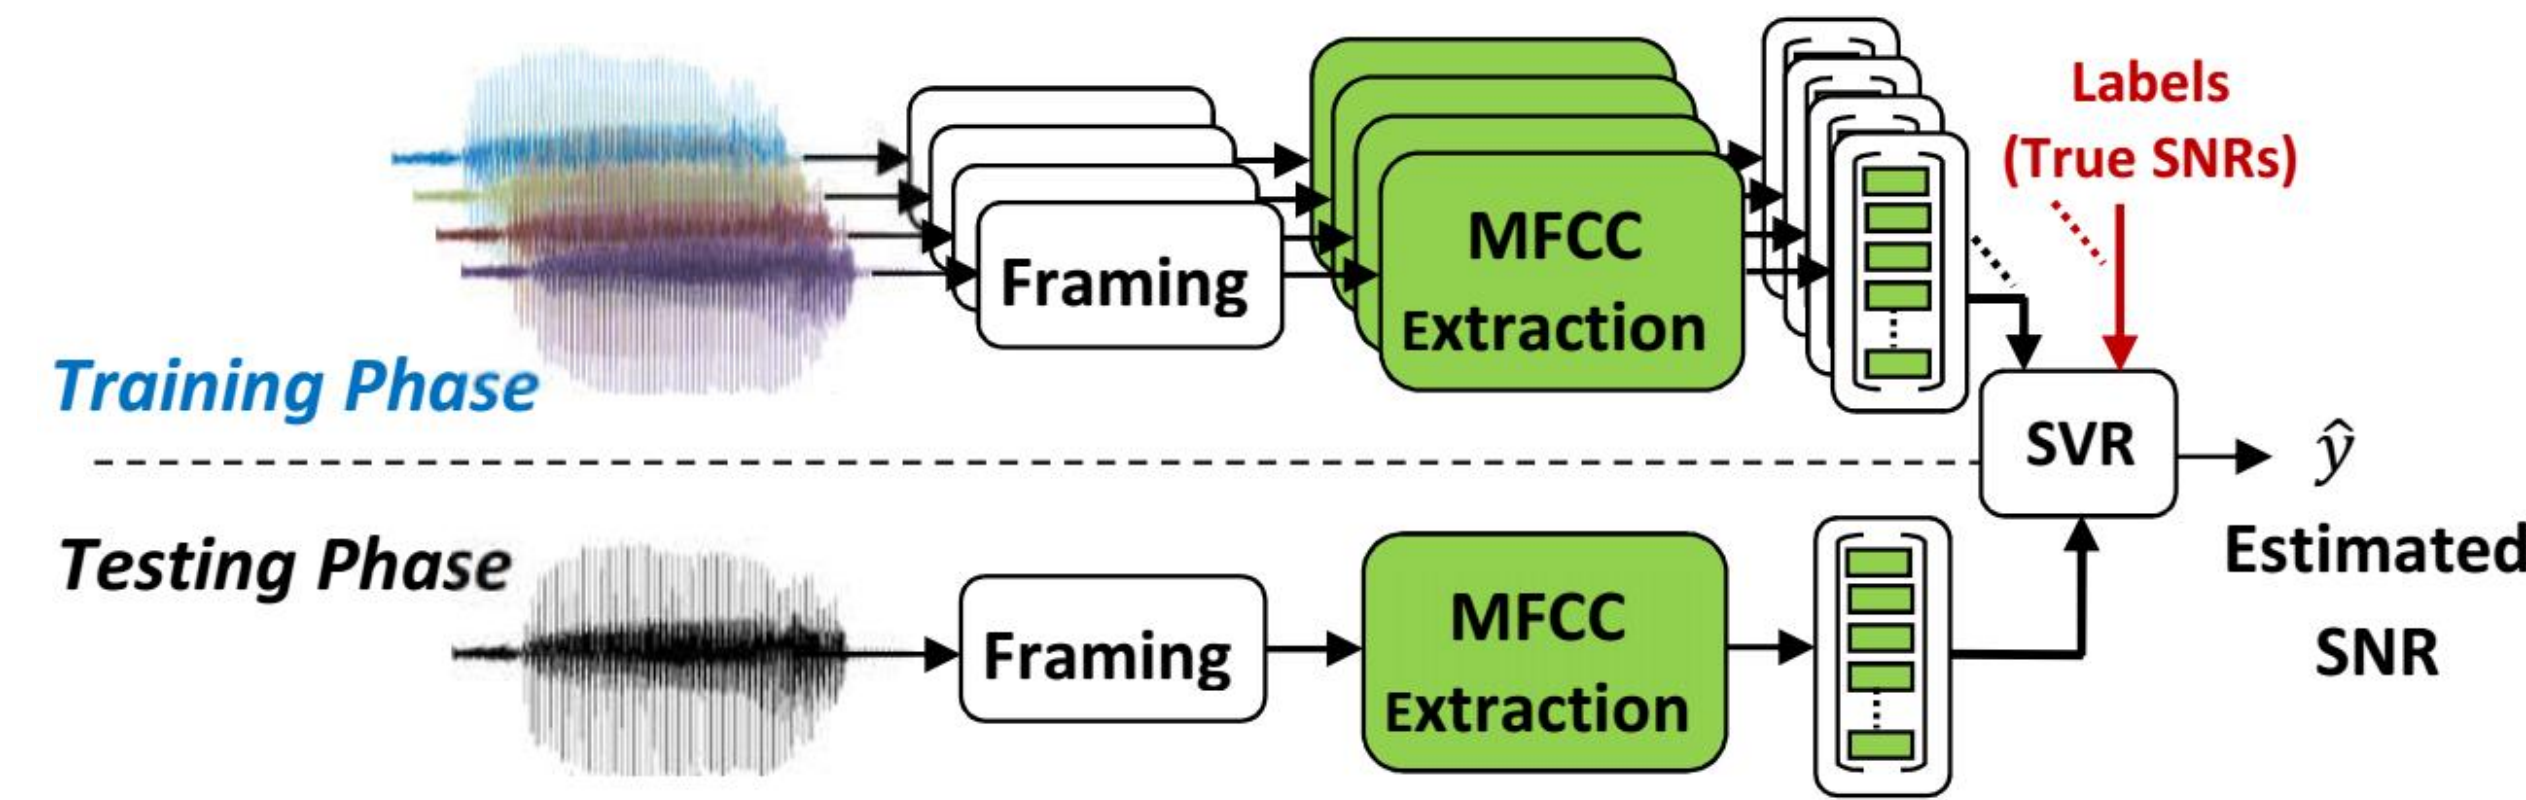 Labels
(True SNRs)
MFCC
Extraction
Framing
Training Phase
SVR
ŷ
Testing Phase
Estimated
SNR
MFCC
Extraction
Framing